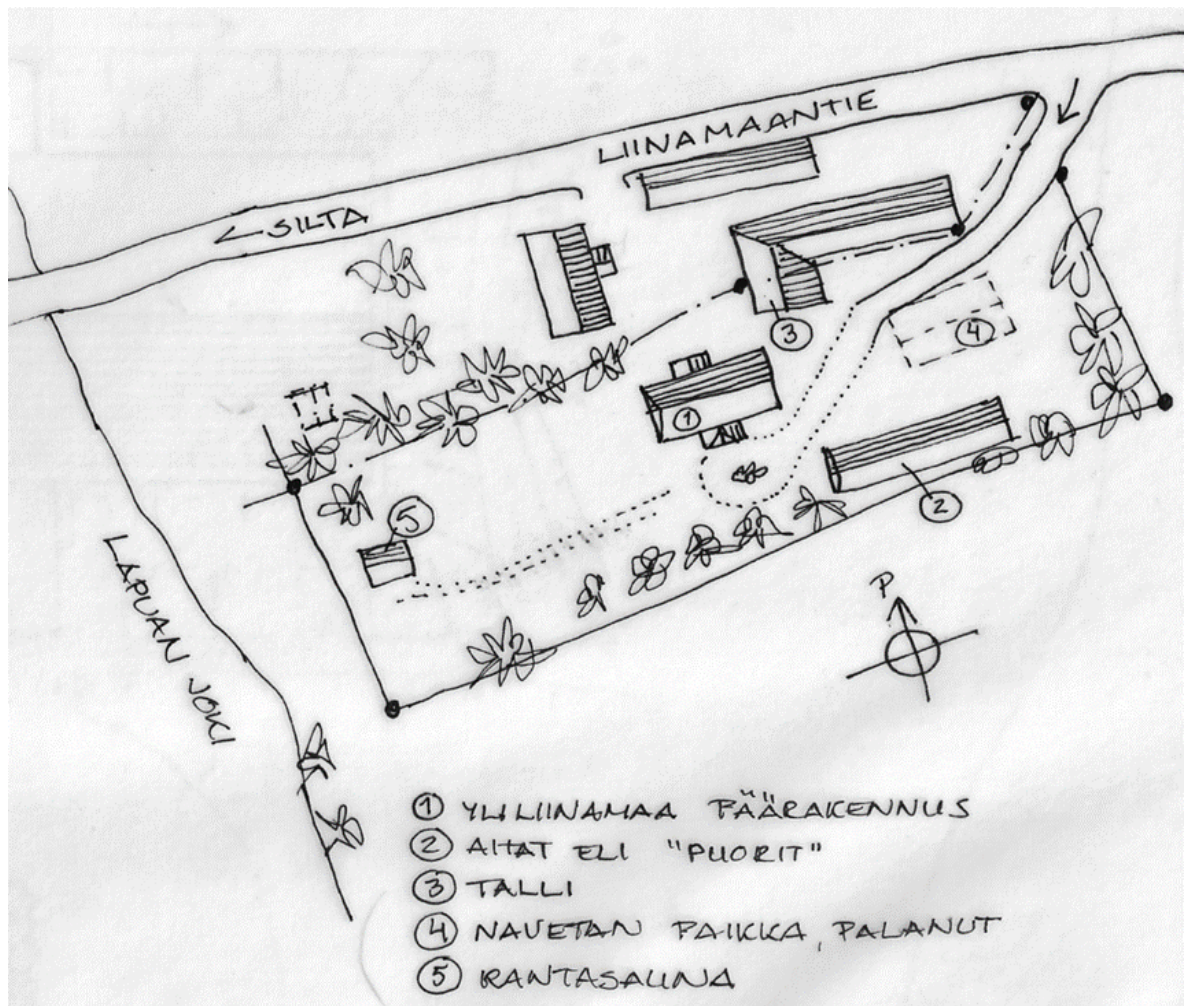 LIINAMAANTIE
← SILTA
3
4
1
2
5
LAPUAN JOKI
P
1 YLILIINAMAA PÄÄRAKENNUS
2 AITAT ELI "PUORIT"
3 TALLI
4 NAVETAN PAIKKA, PALANUT
5 RANTASAUNA